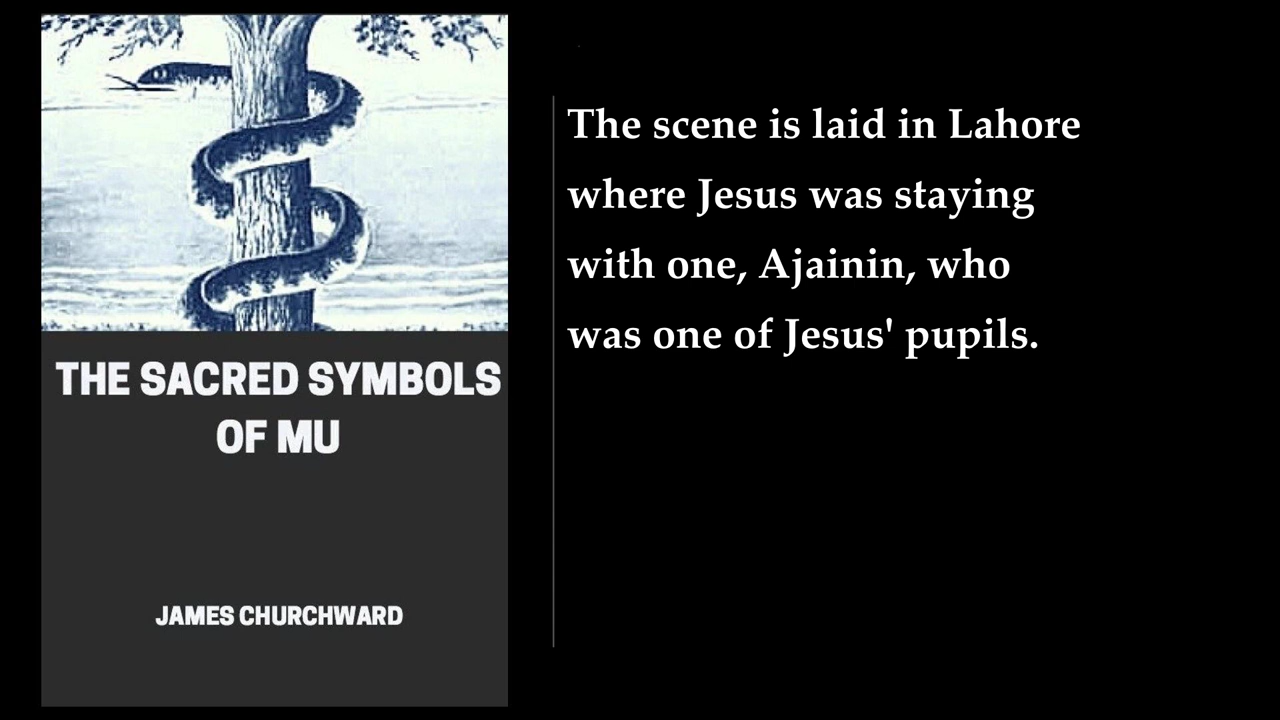 THE SACRED SYMBOLS
OF MU
JAMES CHURCHWARD
The scene is laid in Lahore
where Jesus was staying
with one, Ajainin, who
was one of Jesus' pupils.